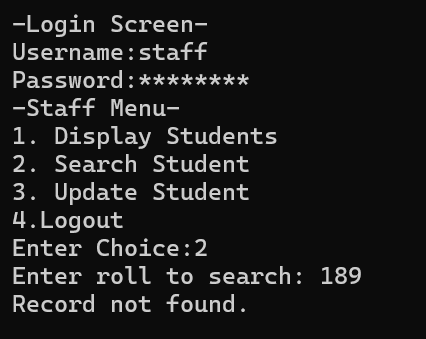 -Login Screen-
Username:staff
Password:********
-Staff Menu-
1. Display Students
2. Search Student
3. Update Student
4.Logout
Enter Choice:2
Enter roll to search: 189
Record not found.